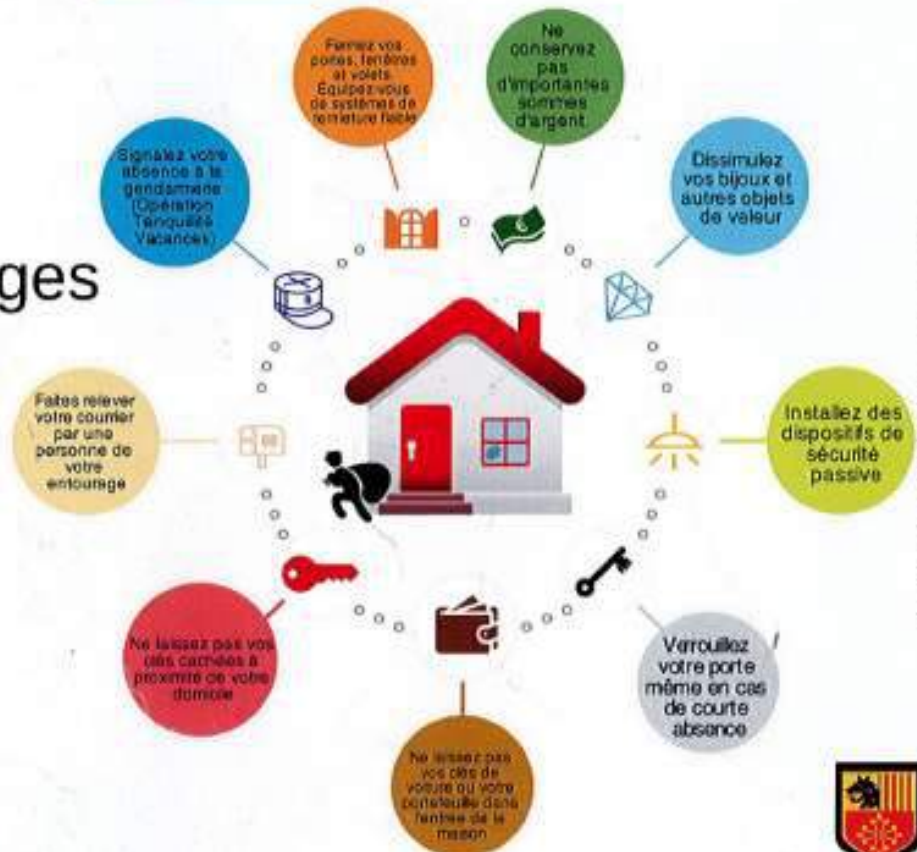 ges
Fermez vos
portes, fenêtres
et volets.
Équipez-vous
de systèmes de
fermeture fiable
Ne
conservez
pas
d'importantes
sommes
d'argent
Signalez votre
absence à la
gendarmerie
(Opération
Tanquilité
Vacances)
Dissimulez
vos bijoux et
autres objets
de valeur
Faites relever
votre courrier
par une
personne de
votre
entourage
Installez des
dispositifs de
sécurité
passive
Ne laissez pas vos
clés cachées à
proximité de votre
domicile
Verrouillez
votre porte
même en cas
de courte
absence
Ne laissez pas
vos clés de
voiture ou votre
portefeuille dans
l'entrée de la
maison